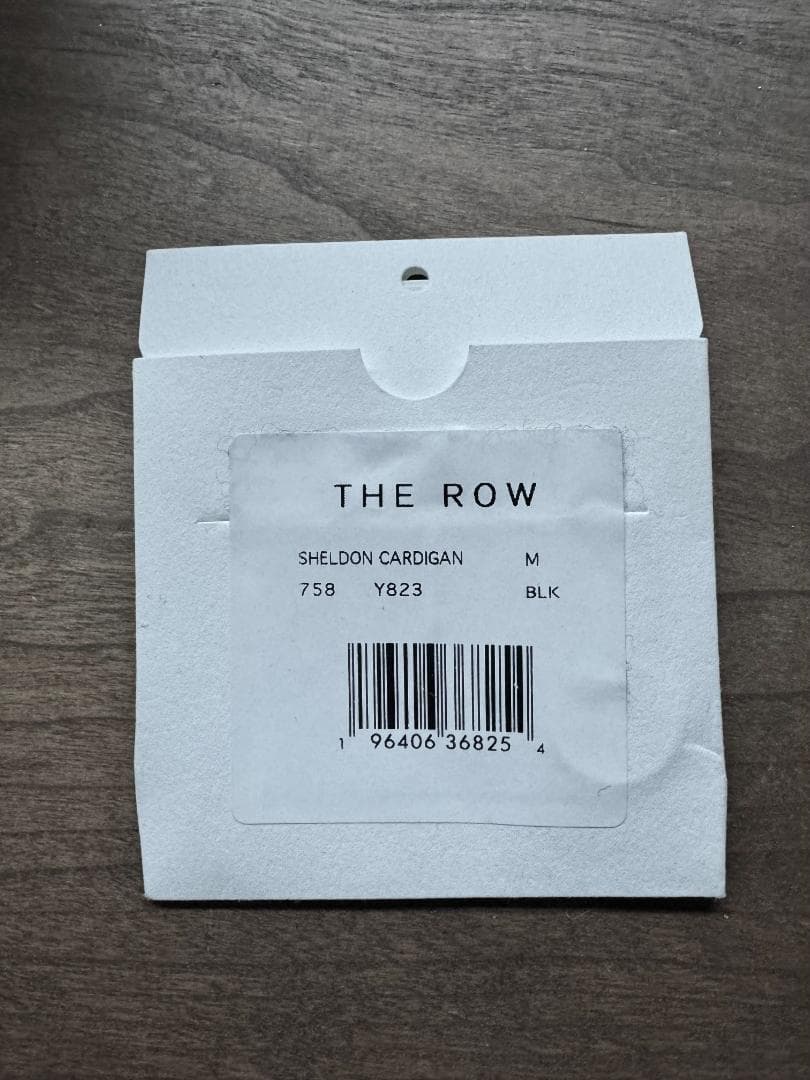 THE ROW
SHELDON CARDIGAN M
758 Y823 BLK
1 96406 36825 4